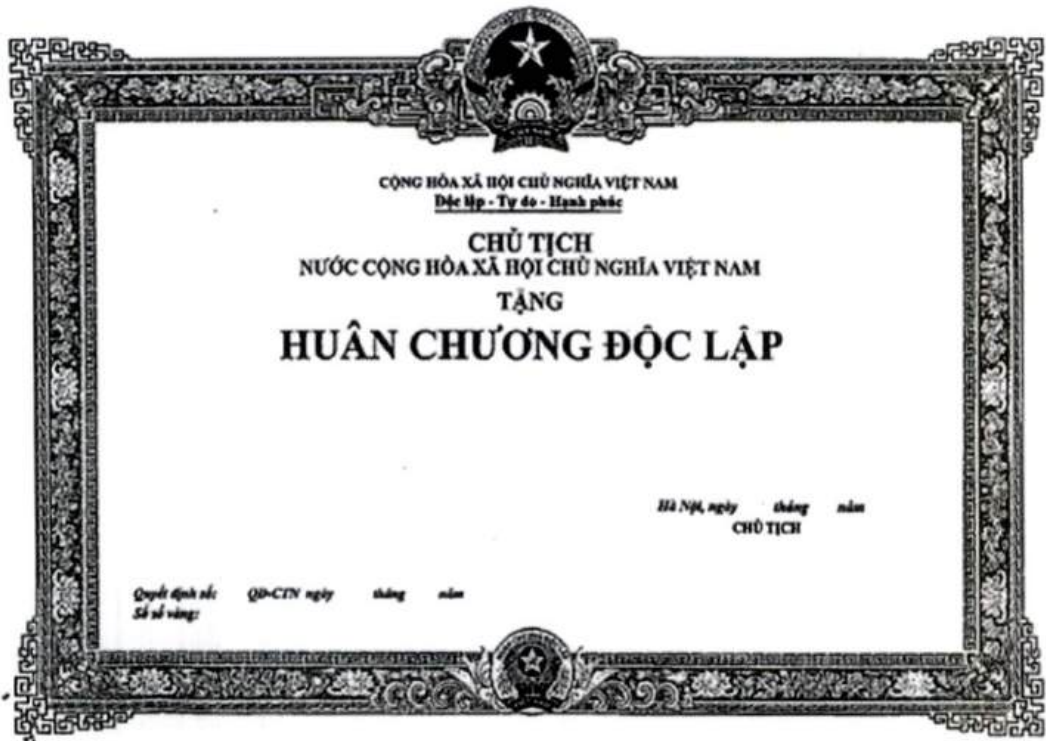 CỘNG HÒA XÃ HỘI CHỦ NGHĨA VIỆT NAM
Độc lập - Tự do - Hạnh phúc
CHỦ TỊCH
NƯỚC CỘNG HÒA XÃ HỘI CHỦ NGHĨA VIỆT NAM
TẶNG
HUÂN CHƯƠNG ĐỘC LẬP
Hà Nội, ngày tháng năm
CHỦ TỊCH
Quyết định số: QĐ-CTN ngày tháng năm
Số sổ vàng: